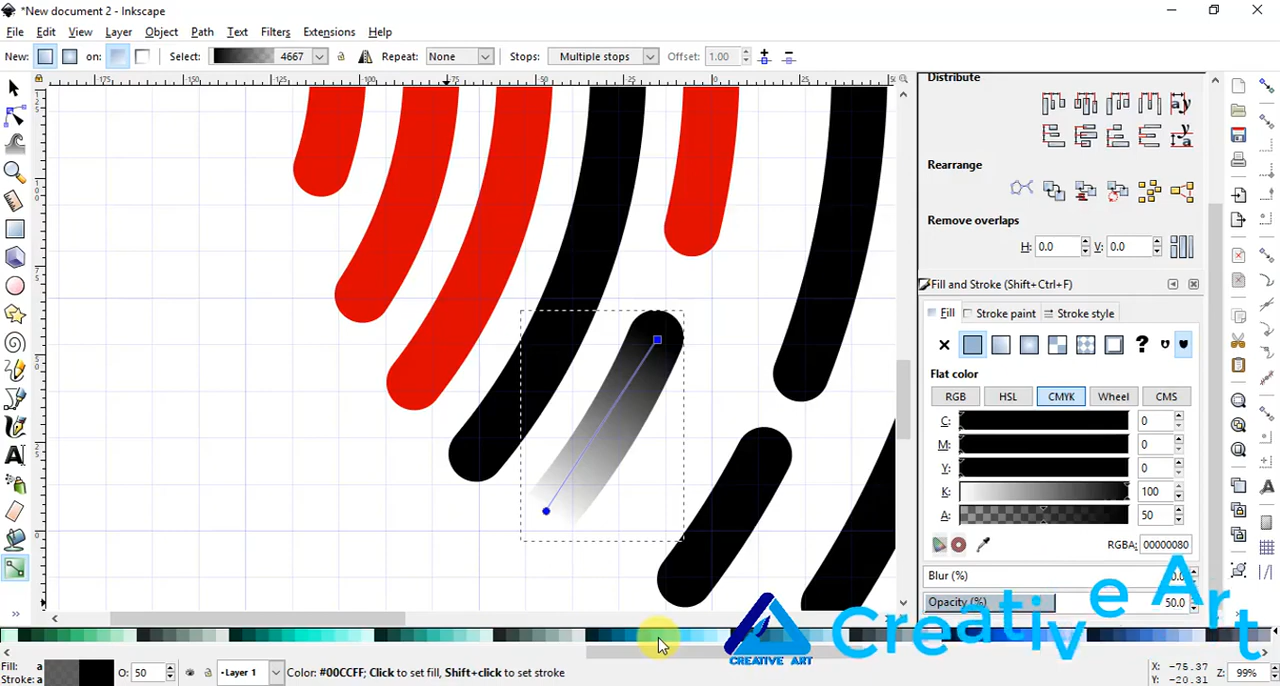 *New document 2 - Inkscape
File Edit View Layer Object Path Text Filters Extensions Help
New: on: Select: 4667 Repeat: None Stops: Multiple stops Offset: 1.00
Distribute
Rearrange
Remove overlaps
H: 0.0 V: 0.0
Fill and Stroke (Shift+Ctrl+F)
Fill Stroke paint Stroke style
Flat color
RGB HSL CMYK Wheel CMS
C: 0
M: 0
Y: 0
K: 100
A: 50
RGBA: 00000080
Blur (%)
Opacity (%) 50.0
Creative Art
CREATIVE ART
Fill: a
Stroke: a
O: 50
Layer 1
Color: #00CCFF; Click to set fill, Shift+click to set stroke
X: -75.37
Y: -20.31
Z: 99%